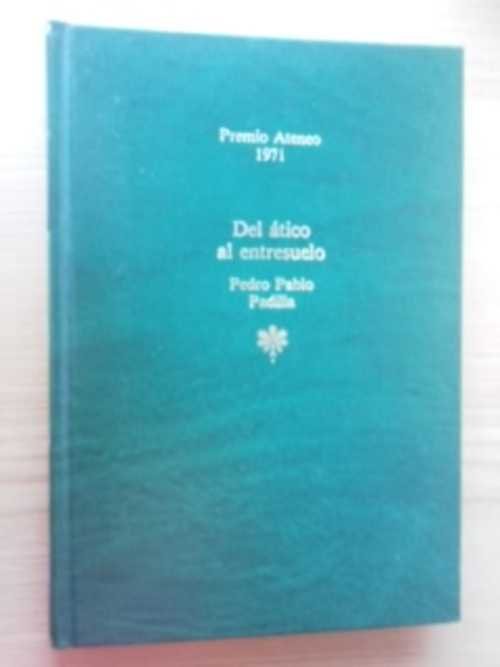 Premio Ateneo
1971
Del ático
al entresuelo
Pedro Pablo
Padilla